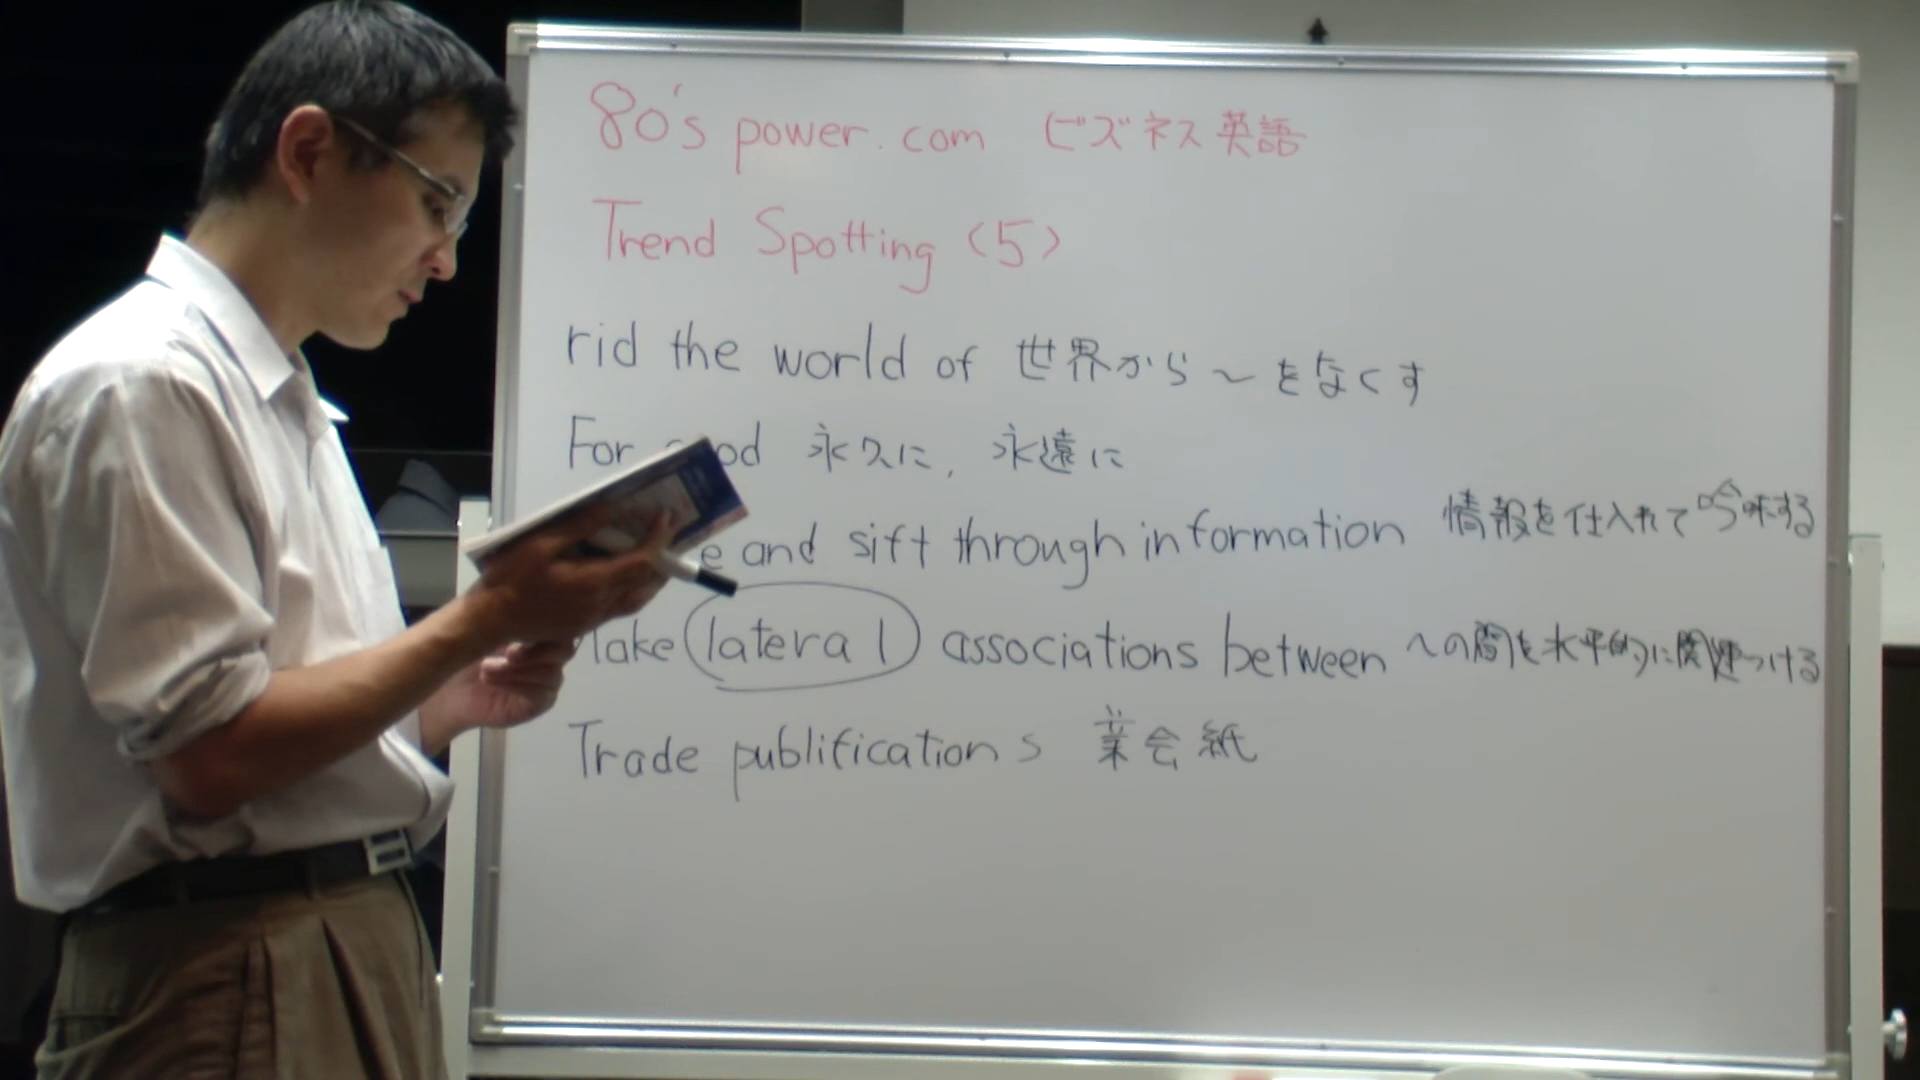 80's power.com ビズネス英語
Trend Spotting (5)
rid the world of 世界から～をなくす
For 永久に, 永遠に
and sift through information 情報を仕入れて吟味する
Make lateral associations between への間を水平的に関連づける
Trade publifications 業会紙